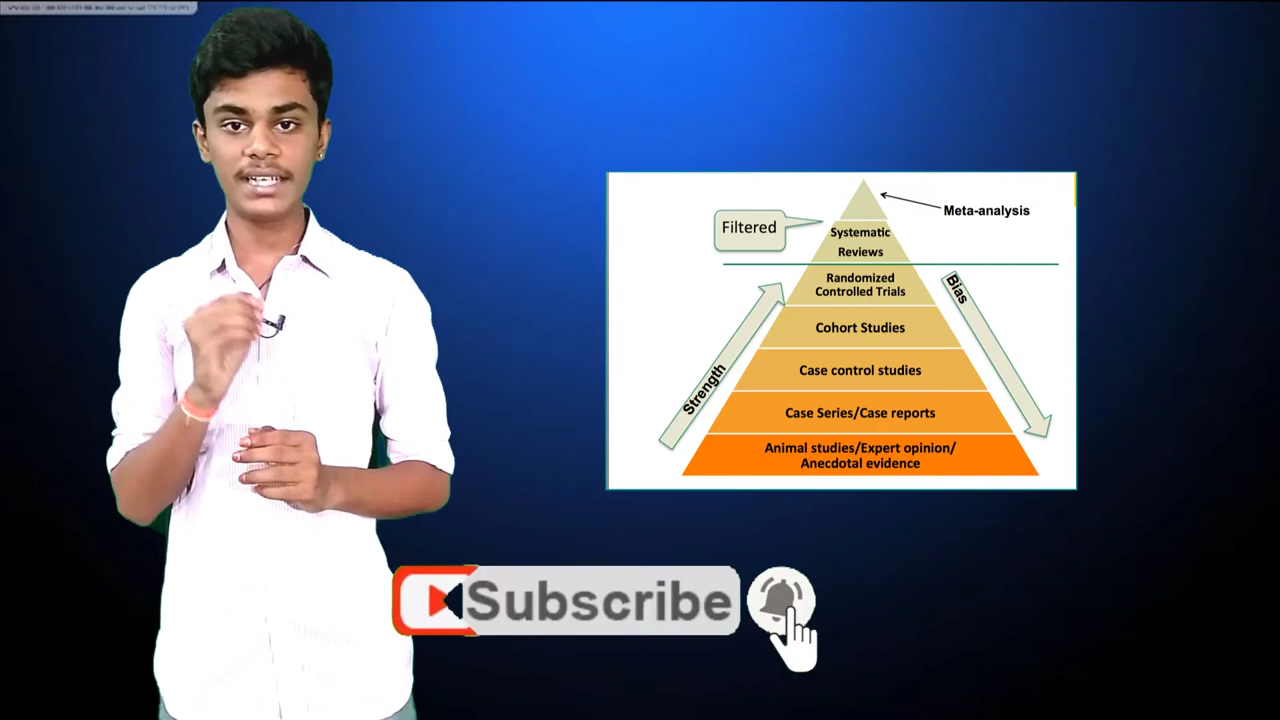 Meta-analysis
Filtered
Systematic
Reviews
Randomized
Controlled Trials
Bias
Cohort Studies
Case control studies
Strength
Case Series/Case reports
Animal studies/Expert opinion/
Anecdotal evidence
Subscribe